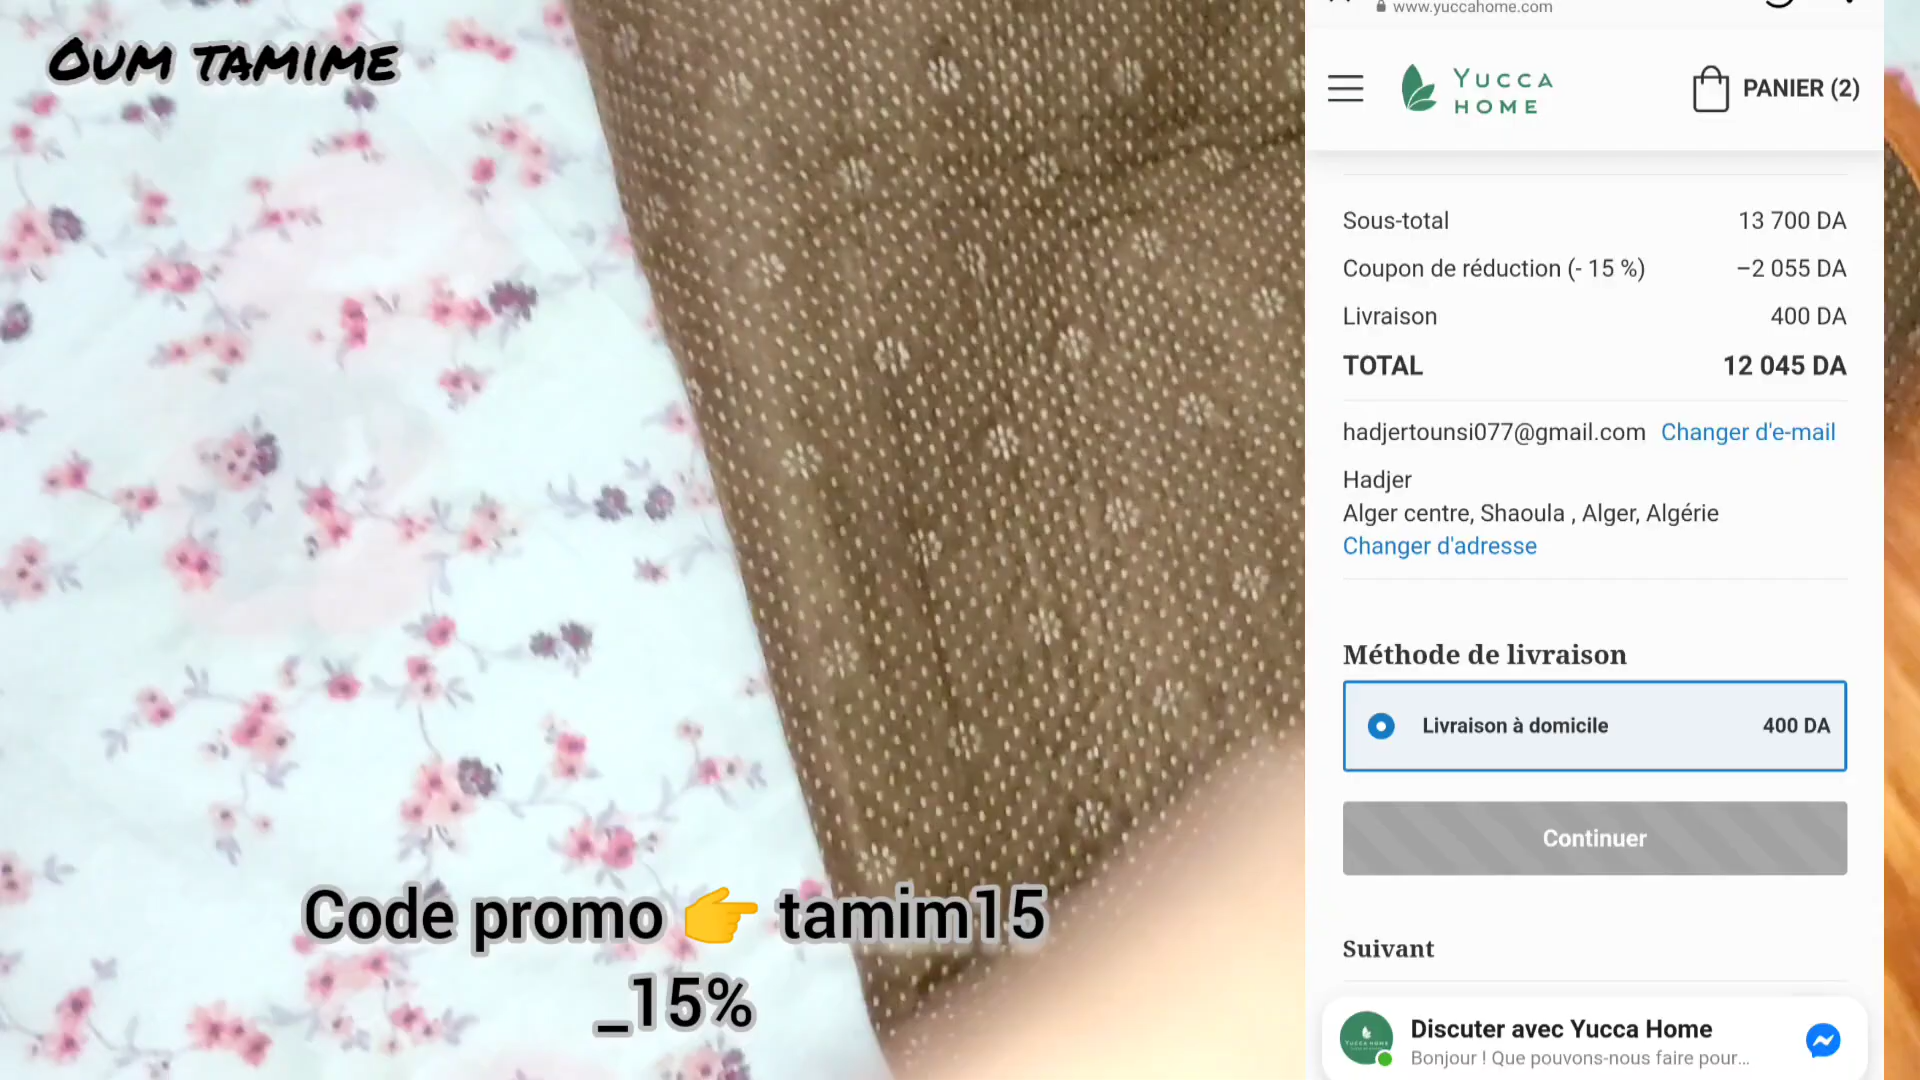 OUM TAMIME
Code promo 👉 tamim15
_15%
www.yuccahome.com
YUCCA
HOME
PANIER (2)
Sous-total 13 700 DA
Coupon de réduction (- 15 %) −2 055 DA
Livraison 400 DA
TOTAL 12 045 DA
hadjertounsi077@gmail.com Changer d'e-mail
Hadjer
Alger centre, Shaoula , Alger, Algérie
Changer d'adresse
Méthode de livraison
Livraison à domicile 400 DA
Continuer
Suivant
Discuter avec Yucca Home
Bonjour ! Que pouvons-nous faire pour...